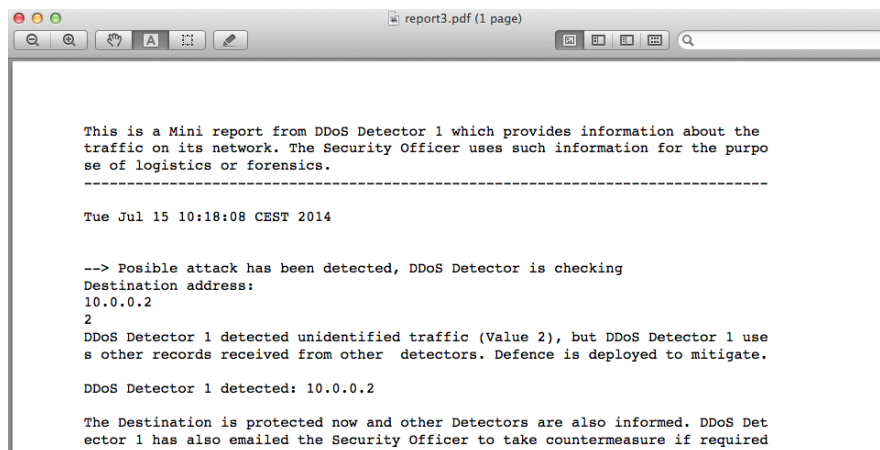 report3.pdf (1 page)
A
This is a Mini report from DDoS Detector 1 which provides information about the
traffic on its network. The Security Officer uses such information for the purpo
se of logistics or forensics.
--------------------------------------------------------------------------------
Tue Jul 15 10:18:08 CEST 2014
--> Posible attack has been detected, DDoS Detector is checking
Destination address:
10.0.0.2
2
DDoS Detector 1 detected unidentified traffic (Value 2), but DDoS Detector 1 use
s other records received from other  detectors. Defence is deployed to mitigate.
DDoS Detector 1 detected: 10.0.0.2
The Destination is protected now and other Detectors are also informed. DDoS Det
ector 1 has also emailed the Security Officer to take countermeasure if required